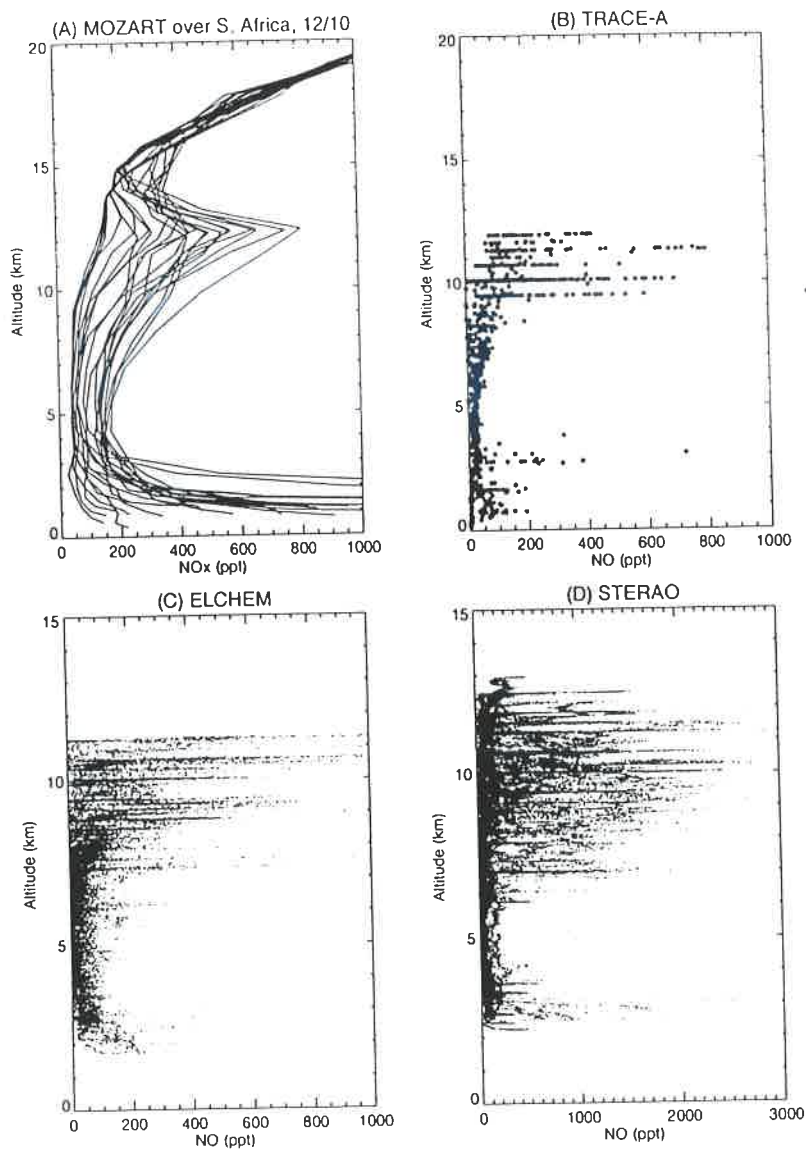 (A) MOZART over S. Africa, 12/10
20
15
10
5
0
Altitude (km)
0 200 400 600 800 1000
NOx (ppt)
(B) TRACE-A
20
15
10
5
0
Altitude (km)
0 200 400 600 800 1000
NO (ppt)
(C) ELCHEM
15
10
5
0
Altitude (km)
0 200 400 600 800 1000
NO (ppt)
(D) STERAO
15
10
5
0
Altitude (km)
0 1000 2000 3000
NO (ppt)